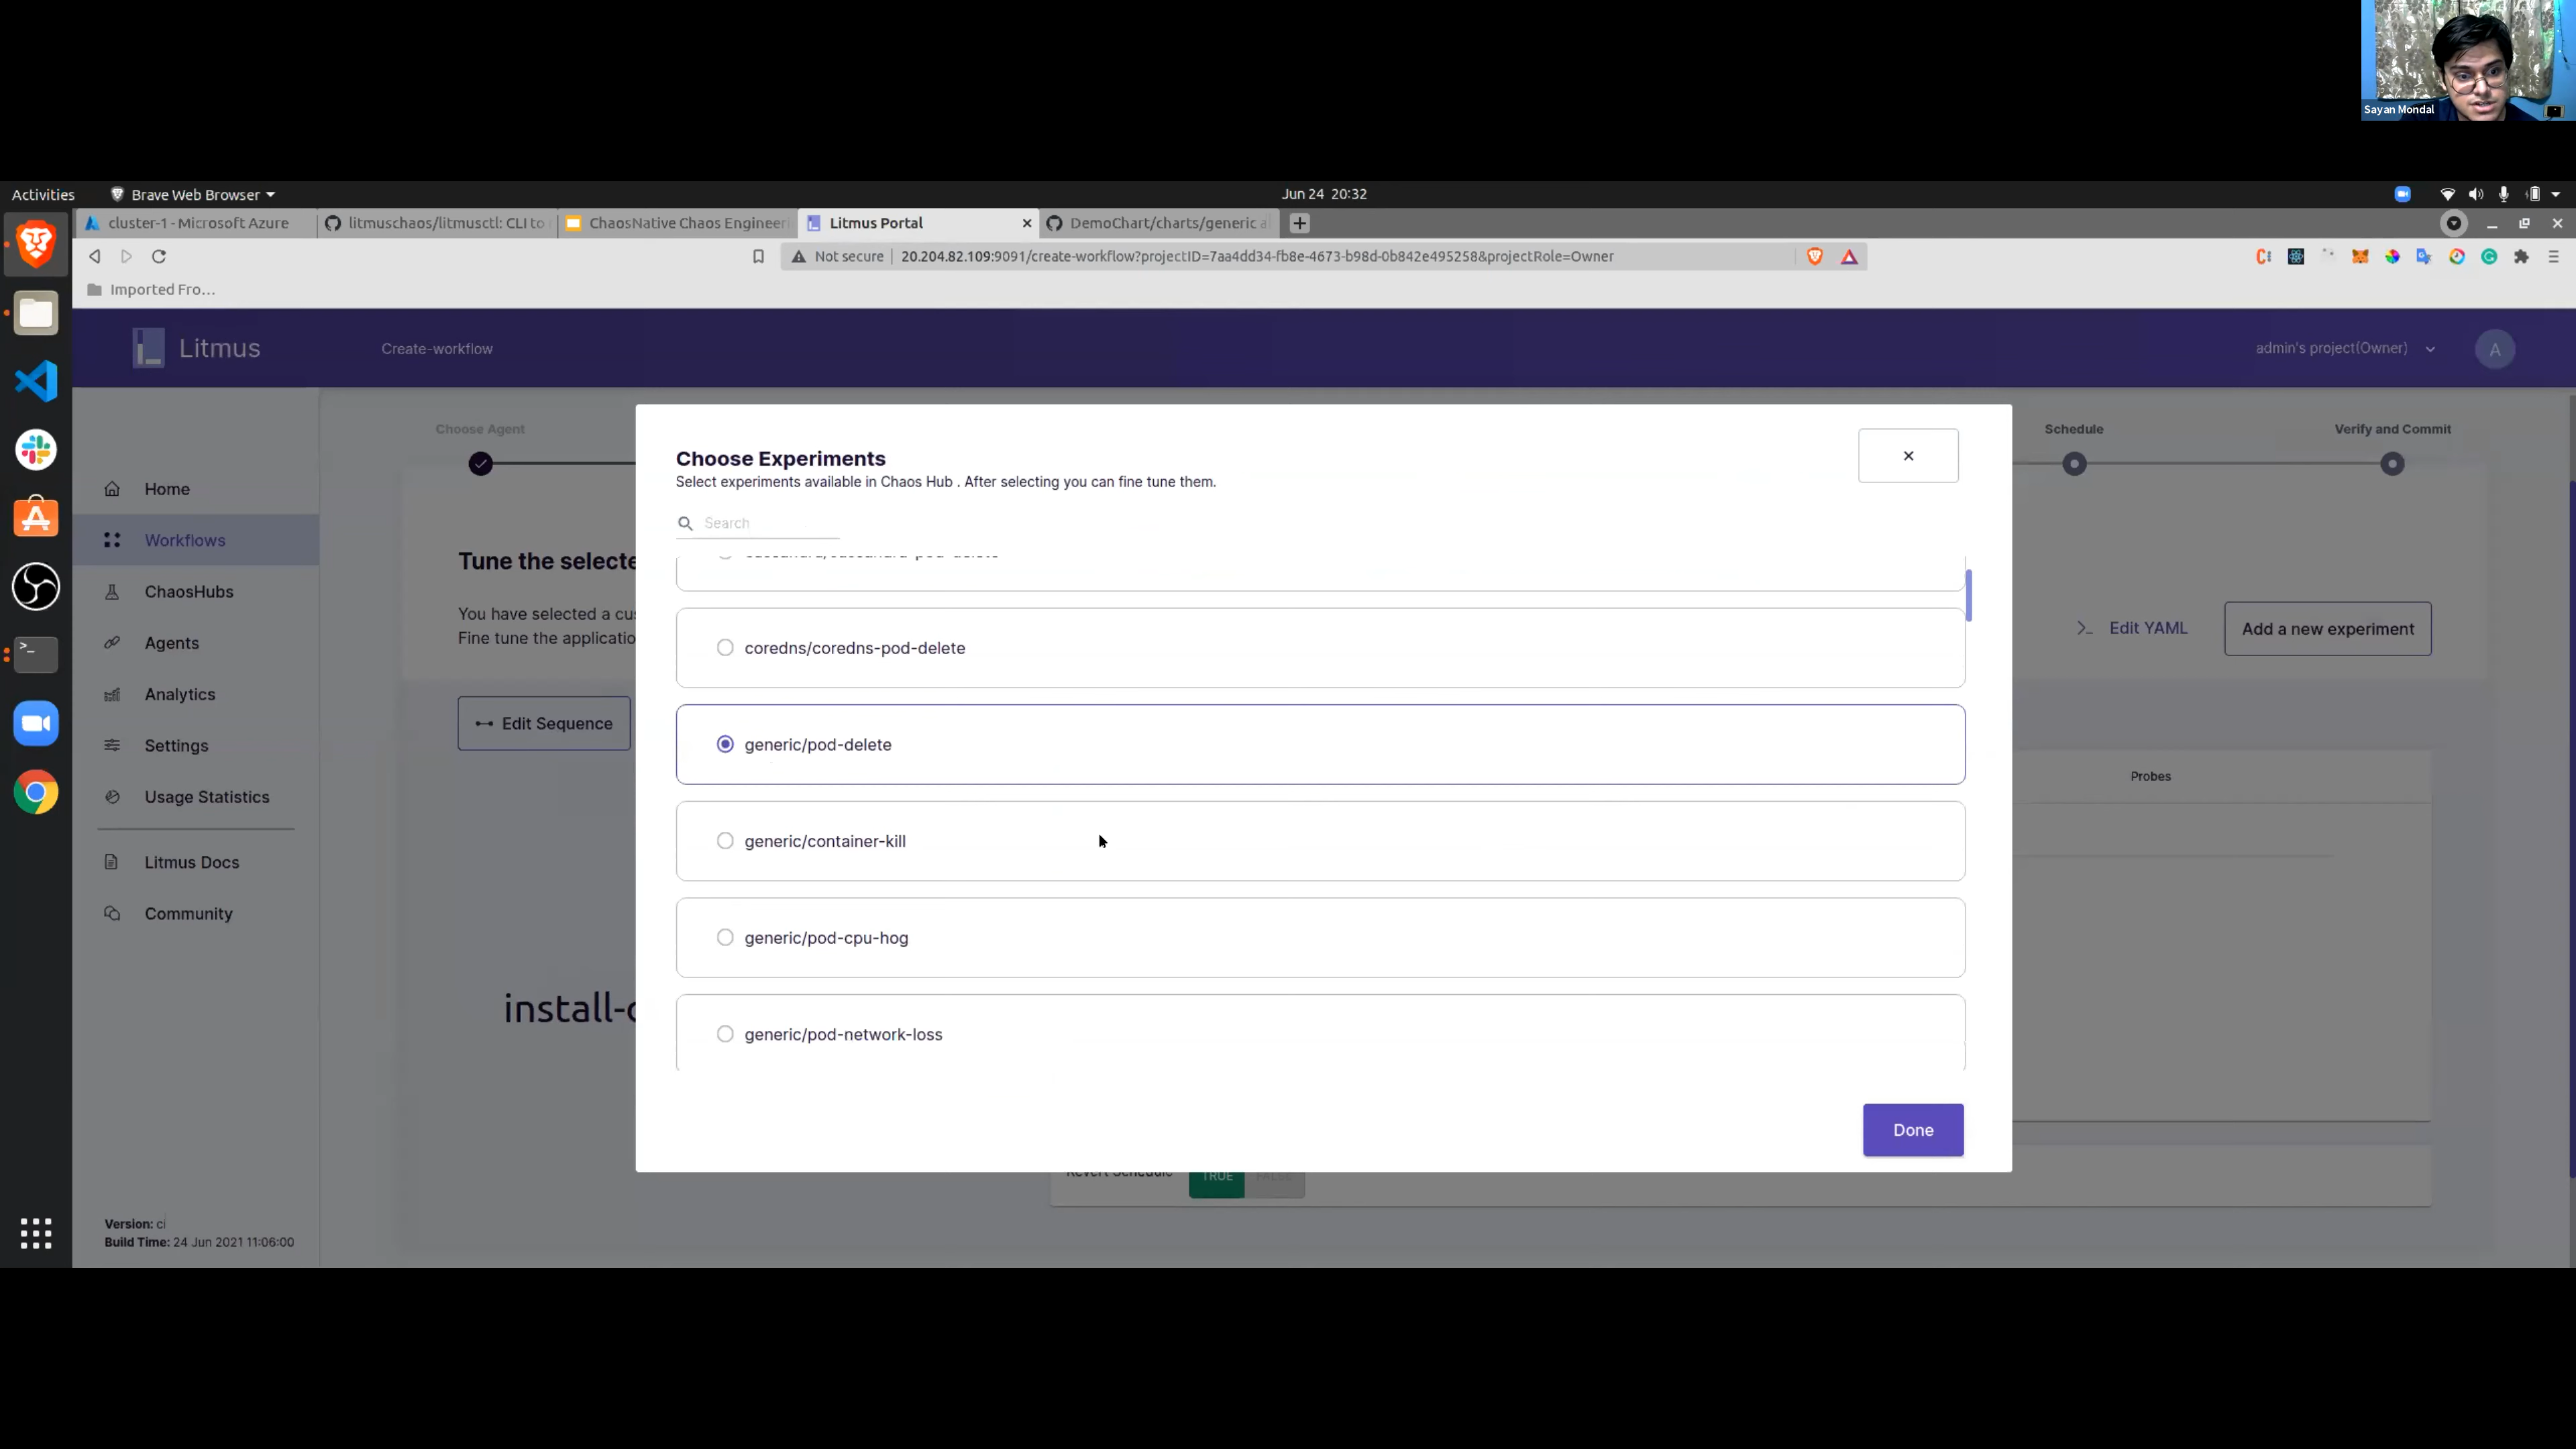 Sayan Mondal
Activities
Brave Web Browser
Jun 24 20:32
cluster-1 - Microsoft Azure
litmuschaos/litmusctl: CLI to
ChaosNative Chaos Engineeri
Litmus Portal
DemoChart/charts/generic a
Not secure
20.204.82.109:9091/create-workflow?projectID=7aa4dd34-fb8e-4673-b98d-0b842e495258&projectRole=Owner
Imported Fro...
Litmus
Create-workflow
admin's project(Owner)
A
Choose Agent
Schedule
Verify and Commit
Home
Workflows
ChaosHubs
Agents
Analytics
Settings
Usage Statistics
Litmus Docs
Community
Version: ci
Build Time: 24 Jun 2021 11:06:00
Tune the selecte
You have selected a cus
Fine tune the applicatio
Edit YAML
Add a new experiment
Edit Sequence
Probes
install-c
Choose Experiments
Select experiments available in Chaos Hub . After selecting you can fine tune them.
Search
cassandra/cassandra-pod-delete
coredns/coredns-pod-delete
generic/pod-delete
generic/container-kill
generic/pod-cpu-hog
generic/pod-network-loss
Done
Revert Schedule
TRUE
FALSE